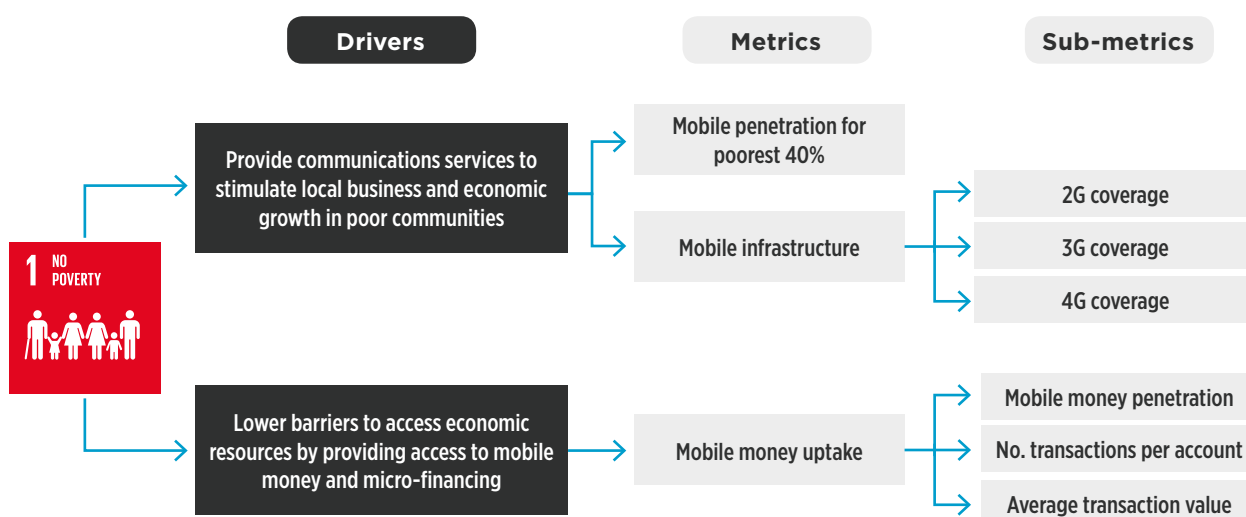 Drivers
Metrics
Sub-metrics
Provide communications services to
stimulate local business and economic
growth in poor communities
Mobile penetration for
poorest 40%
Mobile infrastructure
2G coverage
3G coverage
4G coverage
1 NO
POVERTY
Lower barriers to access economic
resources by providing access to mobile
money and micro-financing
Mobile money uptake
Mobile money penetration
No. transactions per account
Average transaction value